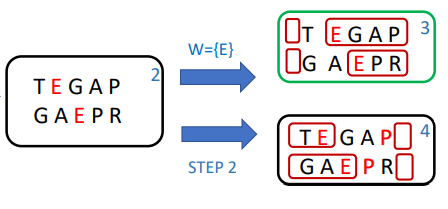 2
T E G A P
G A E P R
W={E}
STEP 2
3
T E G A P
G A E P R
4
T E G A P
G A E P R